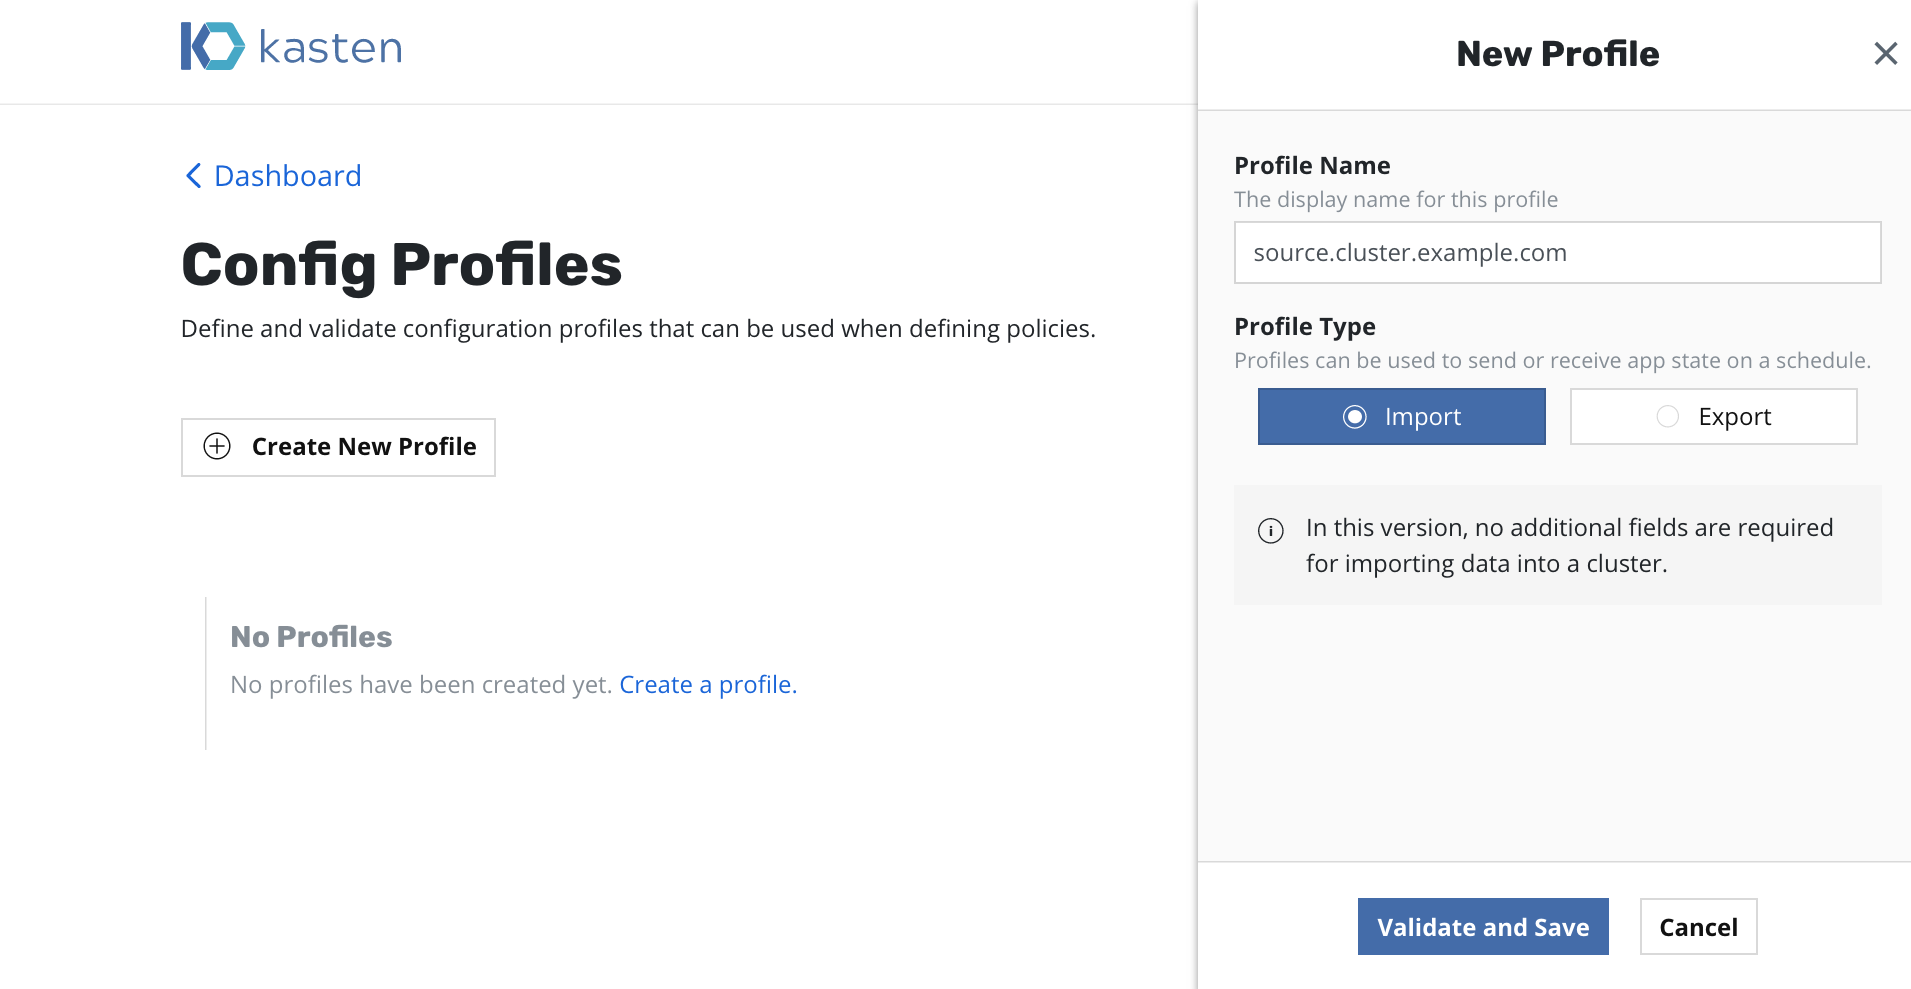 kasten
Dashboard
Config Profiles
Define and validate configuration profiles that can be used when defining policies.
Create New Profile
No Profiles
No profiles have been created yet. Create a profile.
New Profile
Profile Name
The display name for this profile
source.cluster.example.com
Profile Type
Profiles can be used to send or receive app state on a schedule.
Import
Export
In this version, no additional fields are required
for importing data into a cluster.
Validate and Save
Cancel